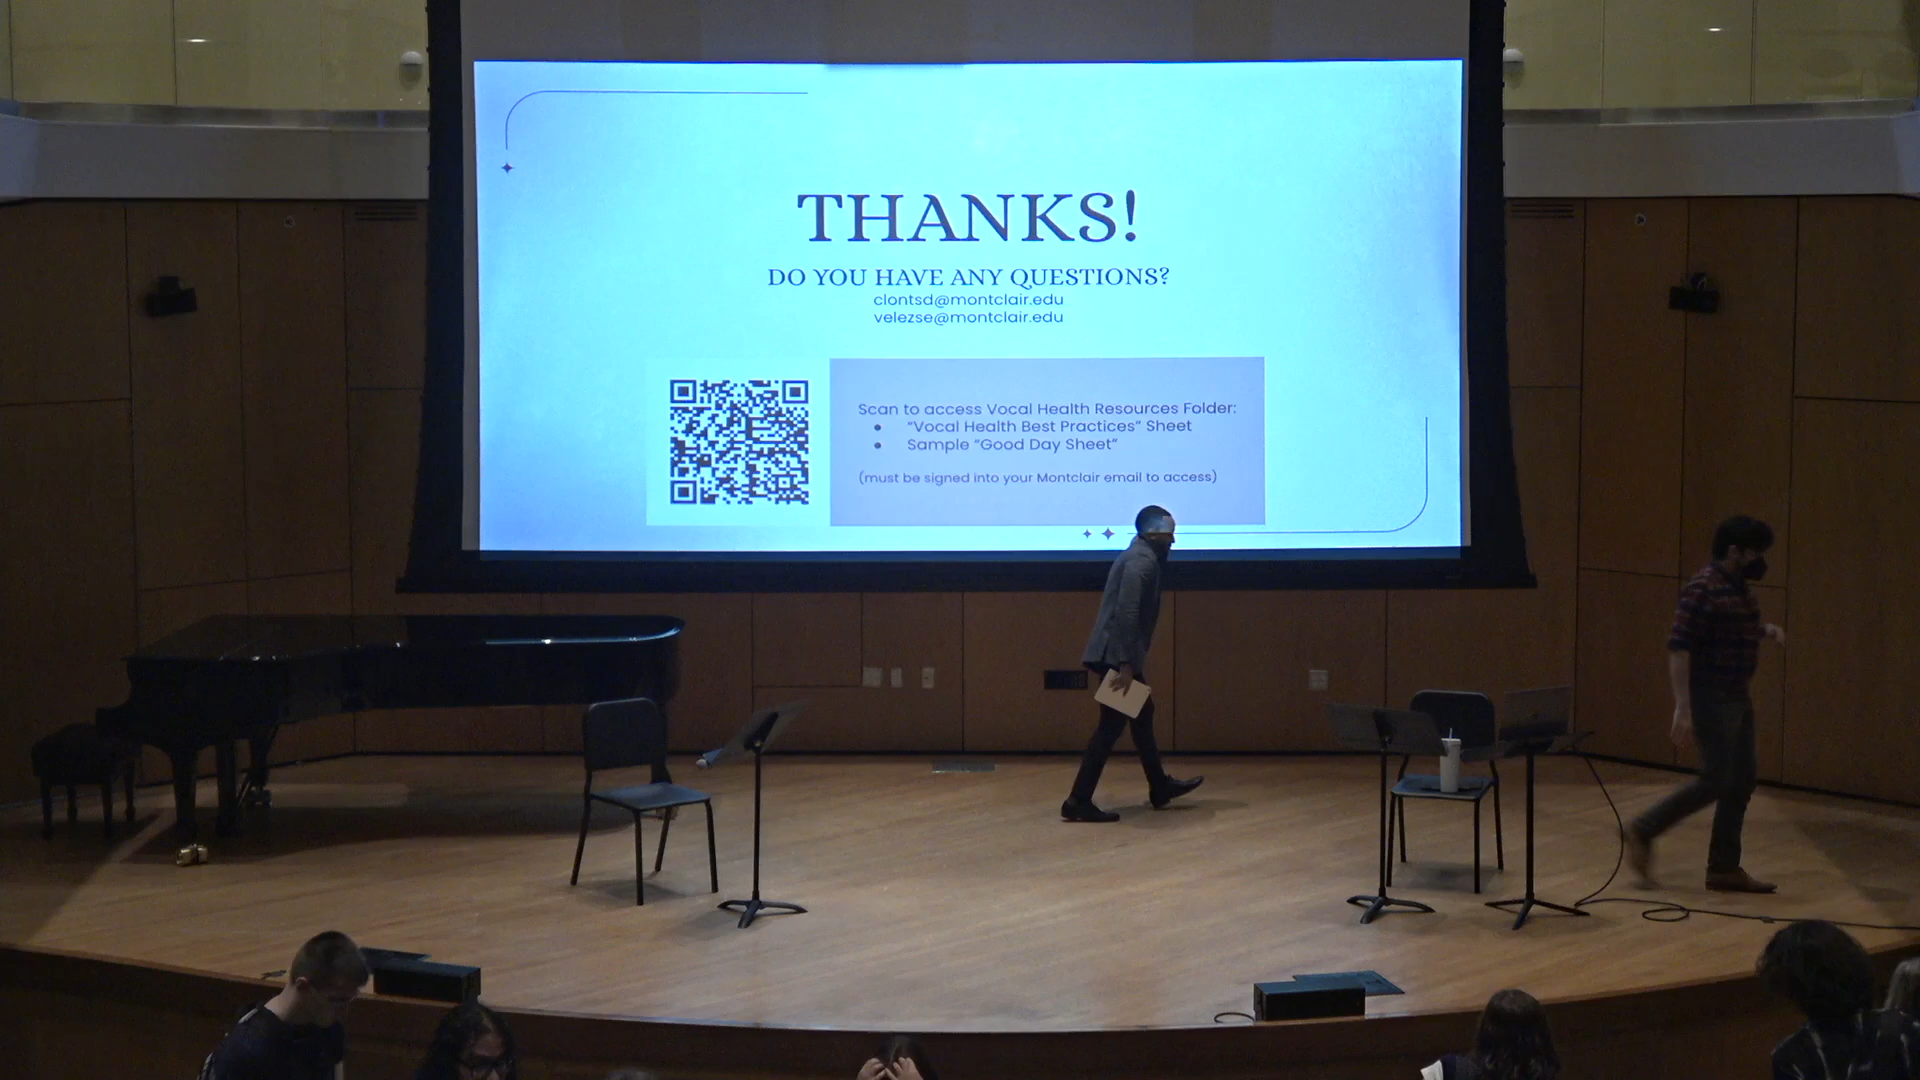 THANKS!
DO YOU HAVE ANY QUESTIONS?
clontsd@montclair.edu
velezse@montclair.edu
Scan to access Vocal Health Resources Folder:
● “Vocal Health Best Practices” Sheet
● Sample “Good Day Sheet”
(must be signed into your Montclair email to access)